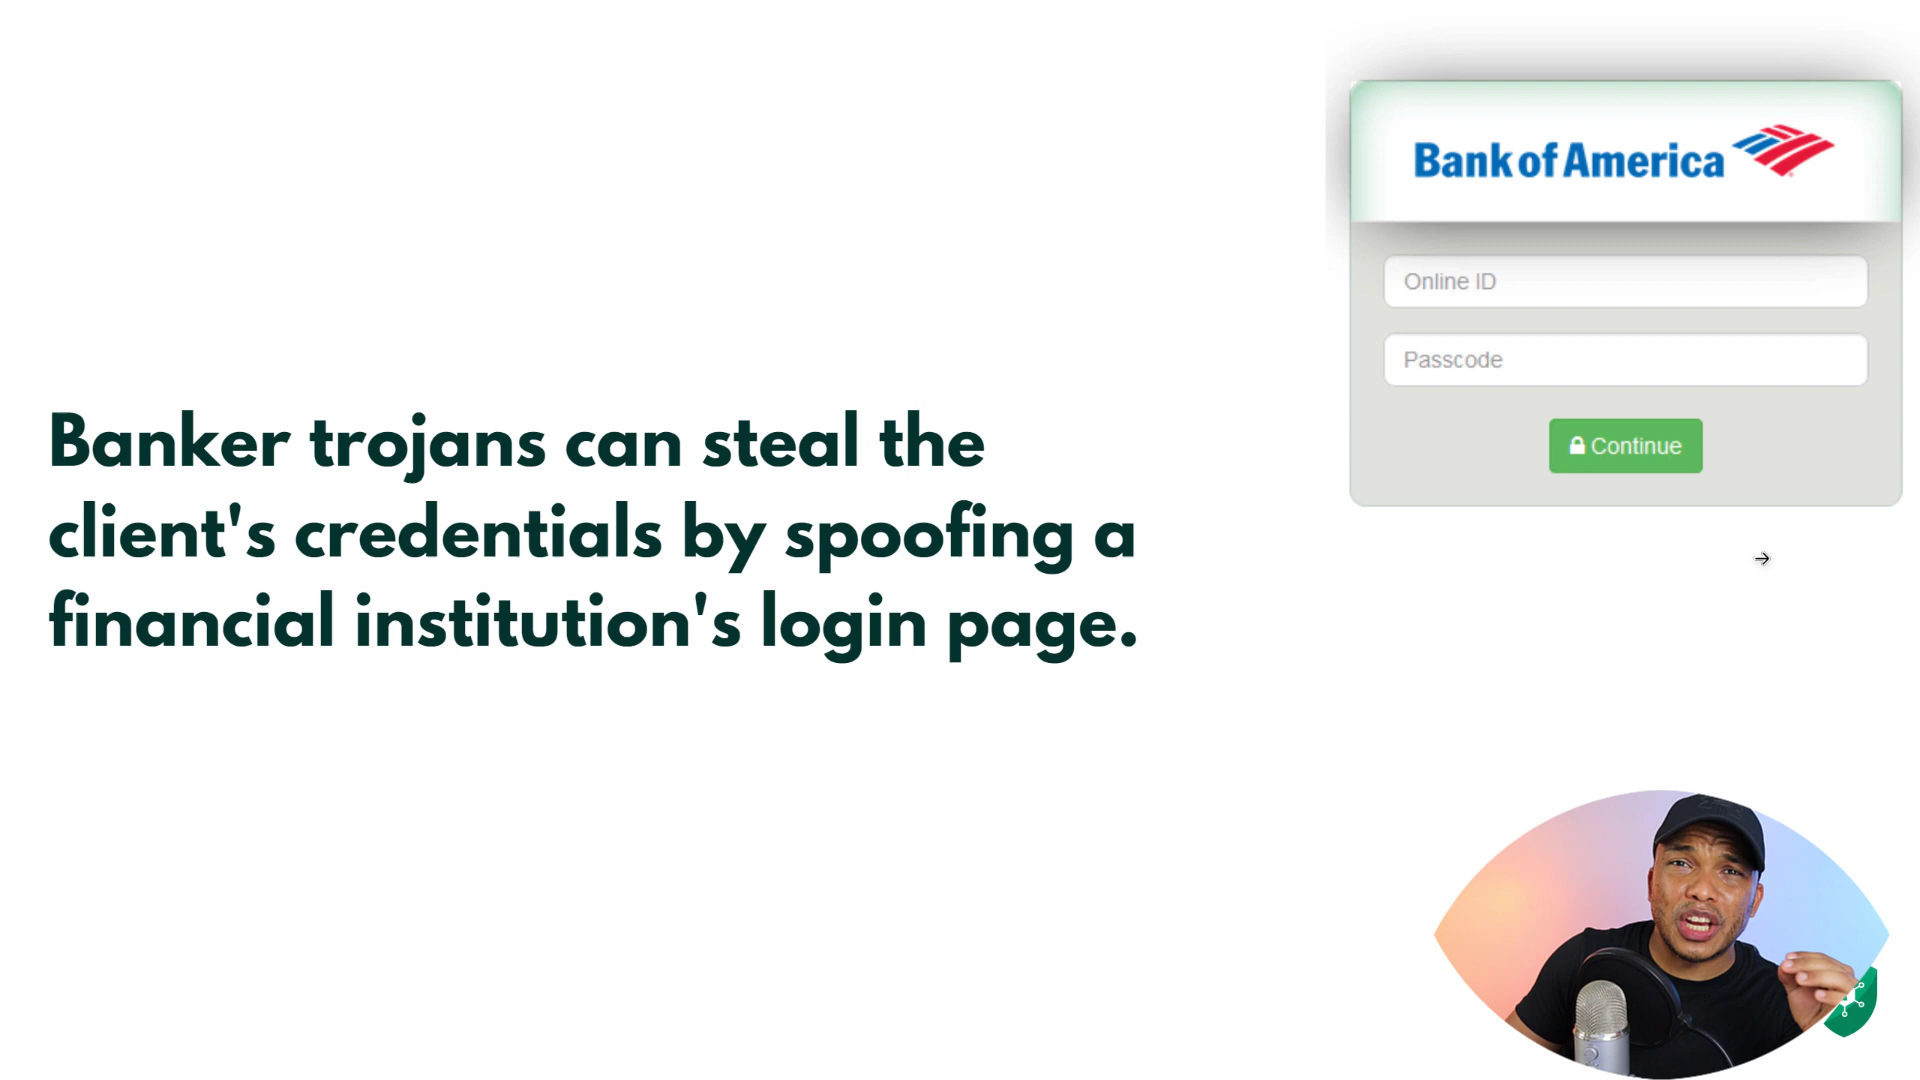 Bank of America
Online ID
Passcode
Continue
Banker trojans can steal the
client's credentials by spoofing a
financial institution's login page.